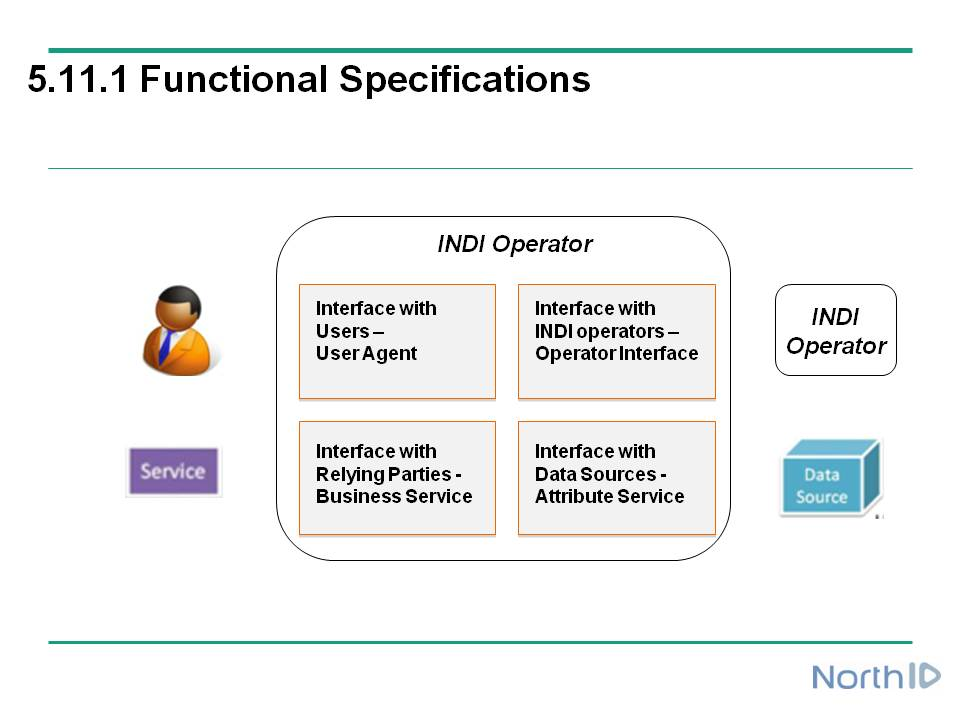 5.11.1 Functional Specifications
INDI Operator
Interface with
Users –
User Agent
Interface with
INDI operators –
Operator Interface
INDI
Operator
Service
Interface with
Relying Parties -
Business Service
Interface with
Data Sources -
Attribute Service
Data
Source
NorthID